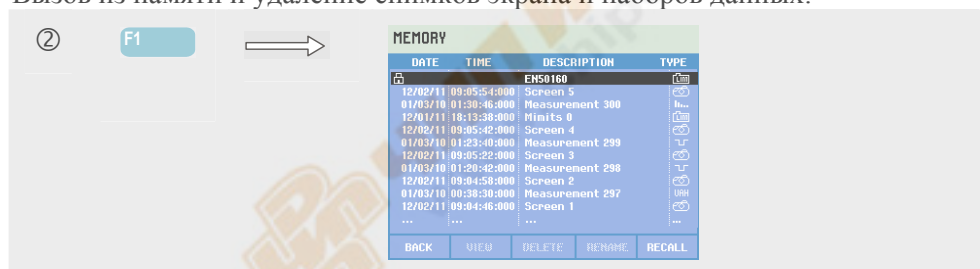 Вызов из памяти и удаление снимков экрана и наборов данных:
② F1
MEMORY
DATE TIME DESCRIPTION TYPE
EN50160 Lim
12/02/11 09:05:54:000 Screen 5
01/03/10 01:30:46:000 Measurement 300
12/01/11 18:13:38:000 Mimits 0 Lim
12/02/11 09:05:42:000 Screen 4
01/03/10 01:23:40:000 Measurement 299
12/02/11 09:05:22:000 Screen 3
01/03/10 01:20:42:000 Measurement 298
12/02/11 09:04:58:000 Screen 2
01/03/10 00:38:30:000 Measurement 297 VAH
12/02/11 09:04:46:000 Screen 1
... ... ... ...
BACK VIEW DELETE RENAME RECALL